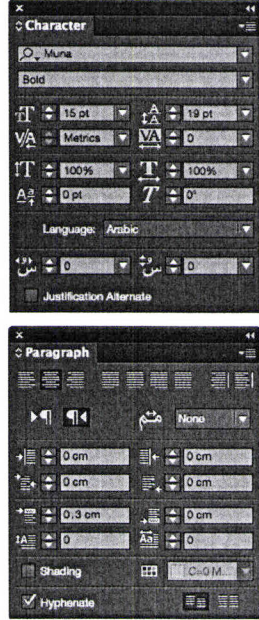 Character
Muna
Bold
15 pt 19 pt
Metrics 0
100% 100%
0 pt 0°
Language: Arabic
0 0
Justification Alternate
Paragraph
None
0 cm 0 cm
0 cm 0 cm
0.3 cm 0 cm
0 0
Shading C=0 M...
Hyphenate